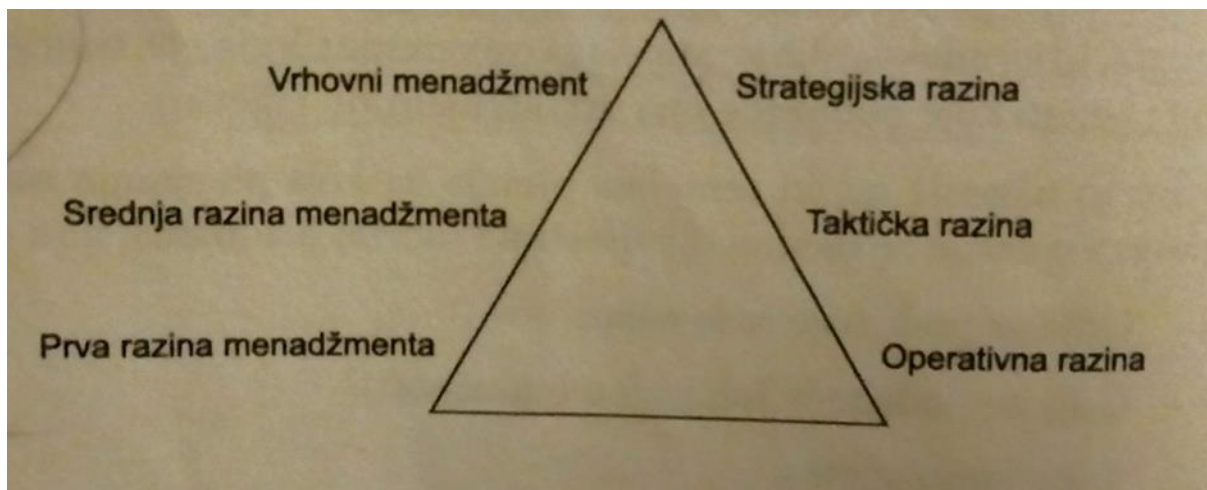 Vrhovni menadžment
Strategijska razina
Srednja razina menadžmenta
Taktička razina
Prva razina menadžmenta
Operativna razina